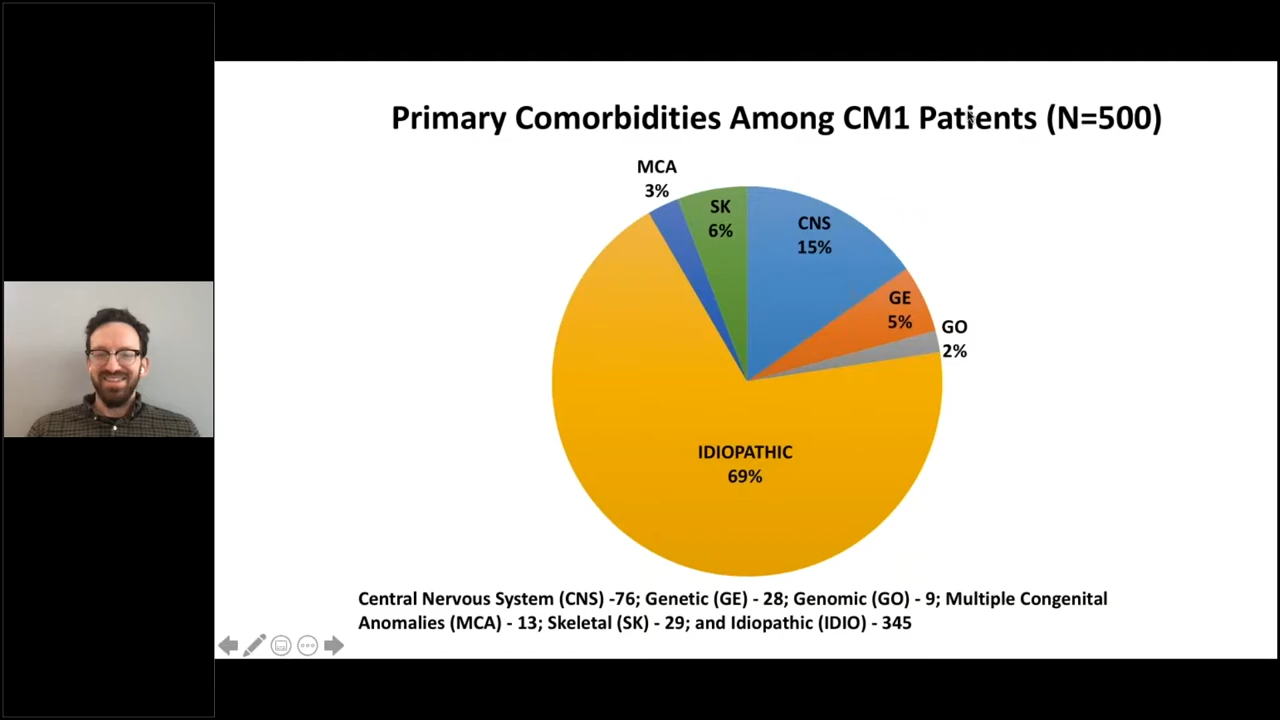 Primary Comorbidities Among CM1 Patients (N=500)
MCA
3%
SK
6%
CNS
15%
GE
5%
GO
2%
IDIOPATHIC
69%
Central Nervous System (CNS) -76; Genetic (GE) - 28; Genomic (GO) - 9; Multiple Congenital
Anomalies (MCA) - 13; Skeletal (SK) - 29; and Idiopathic (IDIO) - 345